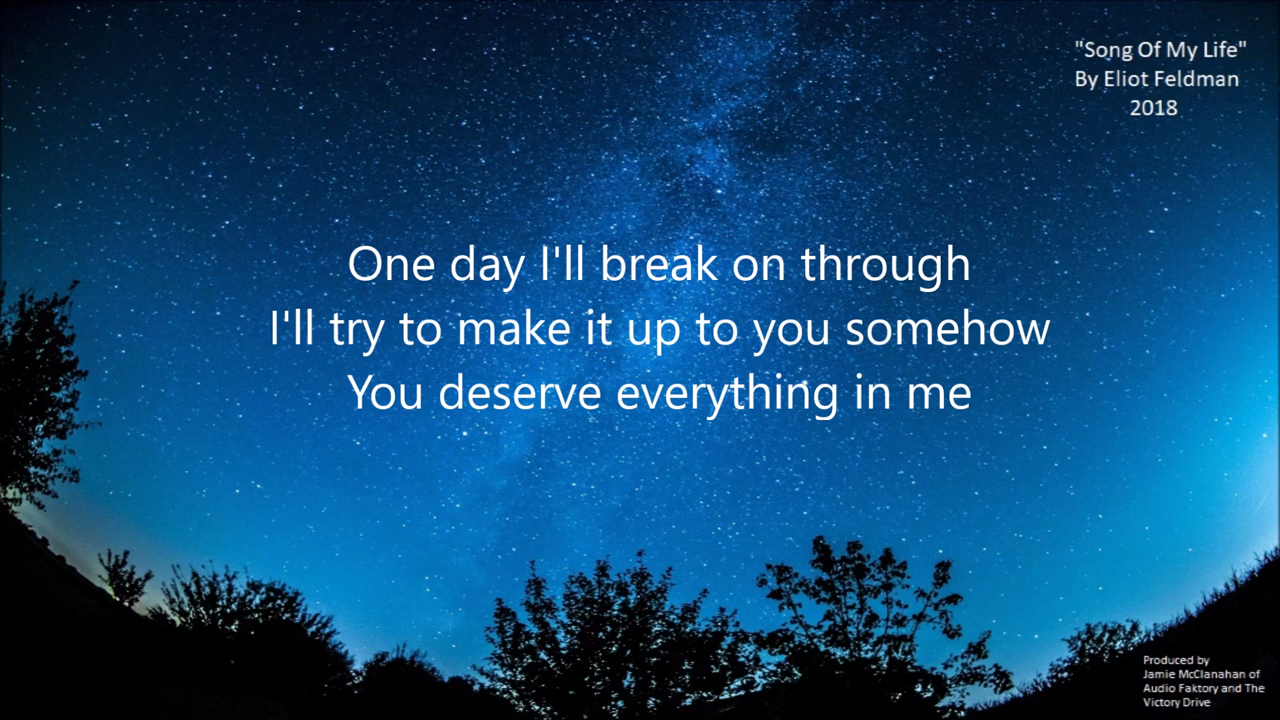 "Song Of My Life"
By Eliot Feldman
2018
One day I'll break on through
I'll try to make it up to you somehow
You deserve everything in me
Produced by
Jamie McClanahan of
Audio Faktory and The
Victory Drive